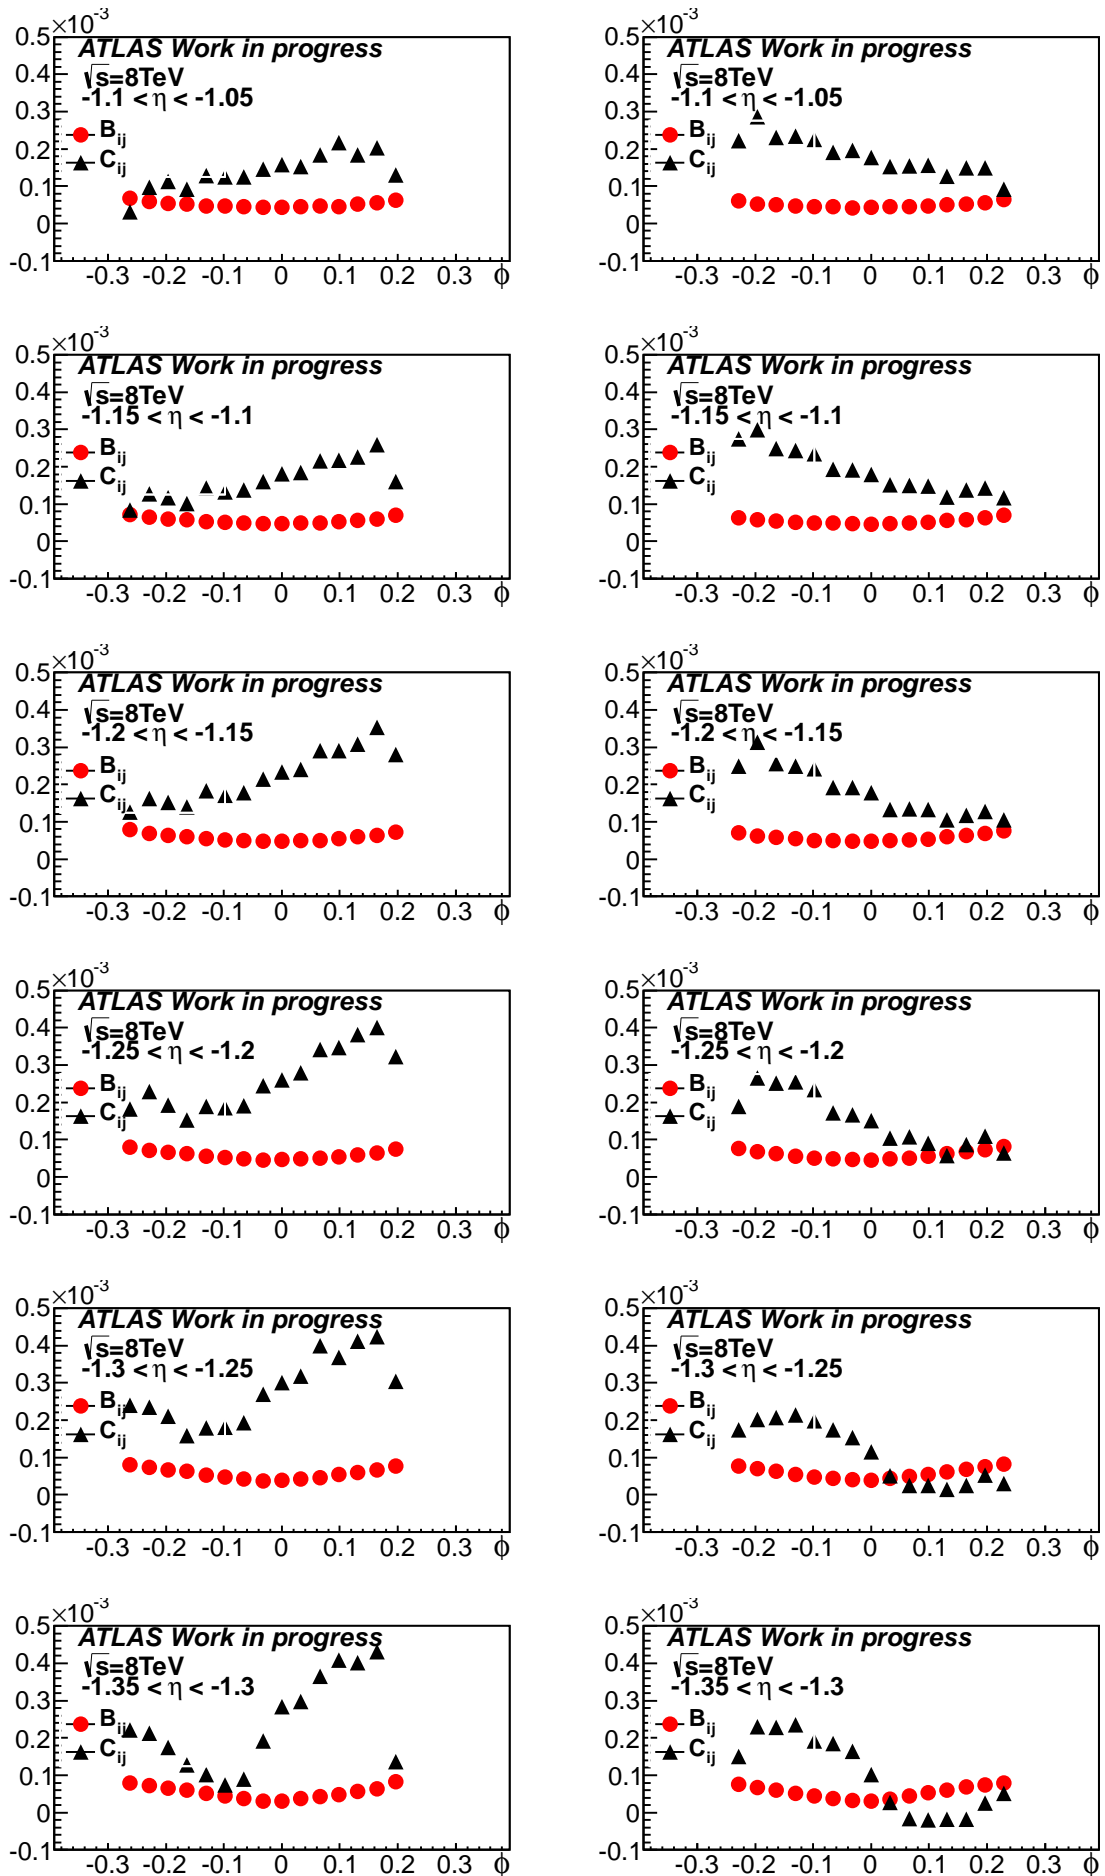 ×10⁻³
0.5
ATLAS Work in progress
√s=8TeV
0.4
-1.1 < η < -1.05
0.3
B_ij
0.2
C_ij
0.1
0
-0.1
-0.3 -0.2 -0.1 0 0.1 0.2 0.3 ϕ
×10⁻³
0.5
ATLAS Work in progress
√s=8TeV
0.4
-1.1 < η < -1.05
0.3
B_ij
0.2
C_ij
0.1
0
-0.1
-0.3 -0.2 -0.1 0 0.1 0.2 0.3 ϕ
×10⁻³
0.5
ATLAS Work in progress
√s=8TeV
0.4
-1.15 < η < -1.1
0.3
B_ij
0.2
C_ij
0.1
0
-0.1
-0.3 -0.2 -0.1 0 0.1 0.2 0.3 ϕ
×10⁻³
0.5
ATLAS Work in progress
√s=8TeV
0.4
-1.15 < η < -1.1
0.3
B_ij
0.2
C_ij
0.1
0
-0.1
-0.3 -0.2 -0.1 0 0.1 0.2 0.3 ϕ
×10⁻³
0.5
ATLAS Work in progress
√s=8TeV
0.4
-1.2 < η < -1.15
0.3
B_ij
0.2
C_ij
0.1
0
-0.1
-0.3 -0.2 -0.1 0 0.1 0.2 0.3 ϕ
×10⁻³
0.5
ATLAS Work in progress
√s=8TeV
0.4
-1.2 < η < -1.15
0.3
B_ij
0.2
C_ij
0.1
0
-0.1
-0.3 -0.2 -0.1 0 0.1 0.2 0.3 ϕ
×10⁻³
0.5
ATLAS Work in progress
√s=8TeV
0.4
-1.25 < η < -1.2
0.3
B_ij
0.2
C_ij
0.1
0
-0.1
-0.3 -0.2 -0.1 0 0.1 0.2 0.3 ϕ
×10⁻³
0.5
ATLAS Work in progress
√s=8TeV
0.4
-1.25 < η < -1.2
0.3
B_ij
0.2
C_ij
0.1
0
-0.1
-0.3 -0.2 -0.1 0 0.1 0.2 0.3 ϕ
×10⁻³
0.5
ATLAS Work in progress
√s=8TeV
0.4
-1.3 < η < -1.25
0.3
B_ij
0.2
C_ij
0.1
0
-0.1
-0.3 -0.2 -0.1 0 0.1 0.2 0.3 ϕ
×10⁻³
0.5
ATLAS Work in progress
√s=8TeV
0.4
-1.3 < η < -1.25
0.3
B_ij
0.2
C_ij
0.1
0
-0.1
-0.3 -0.2 -0.1 0 0.1 0.2 0.3 ϕ
×10⁻³
0.5
ATLAS Work in progress
√s=8TeV
0.4
-1.35 < η < -1.3
0.3
B_ij
0.2
C_ij
0.1
0
-0.1
-0.3 -0.2 -0.1 0 0.1 0.2 0.3 ϕ
×10⁻³
0.5
ATLAS Work in progress
√s=8TeV
0.4
-1.35 < η < -1.3
0.3
B_ij
0.2
C_ij
0.1
0
-0.1
-0.3 -0.2 -0.1 0 0.1 0.2 0.3 ϕ